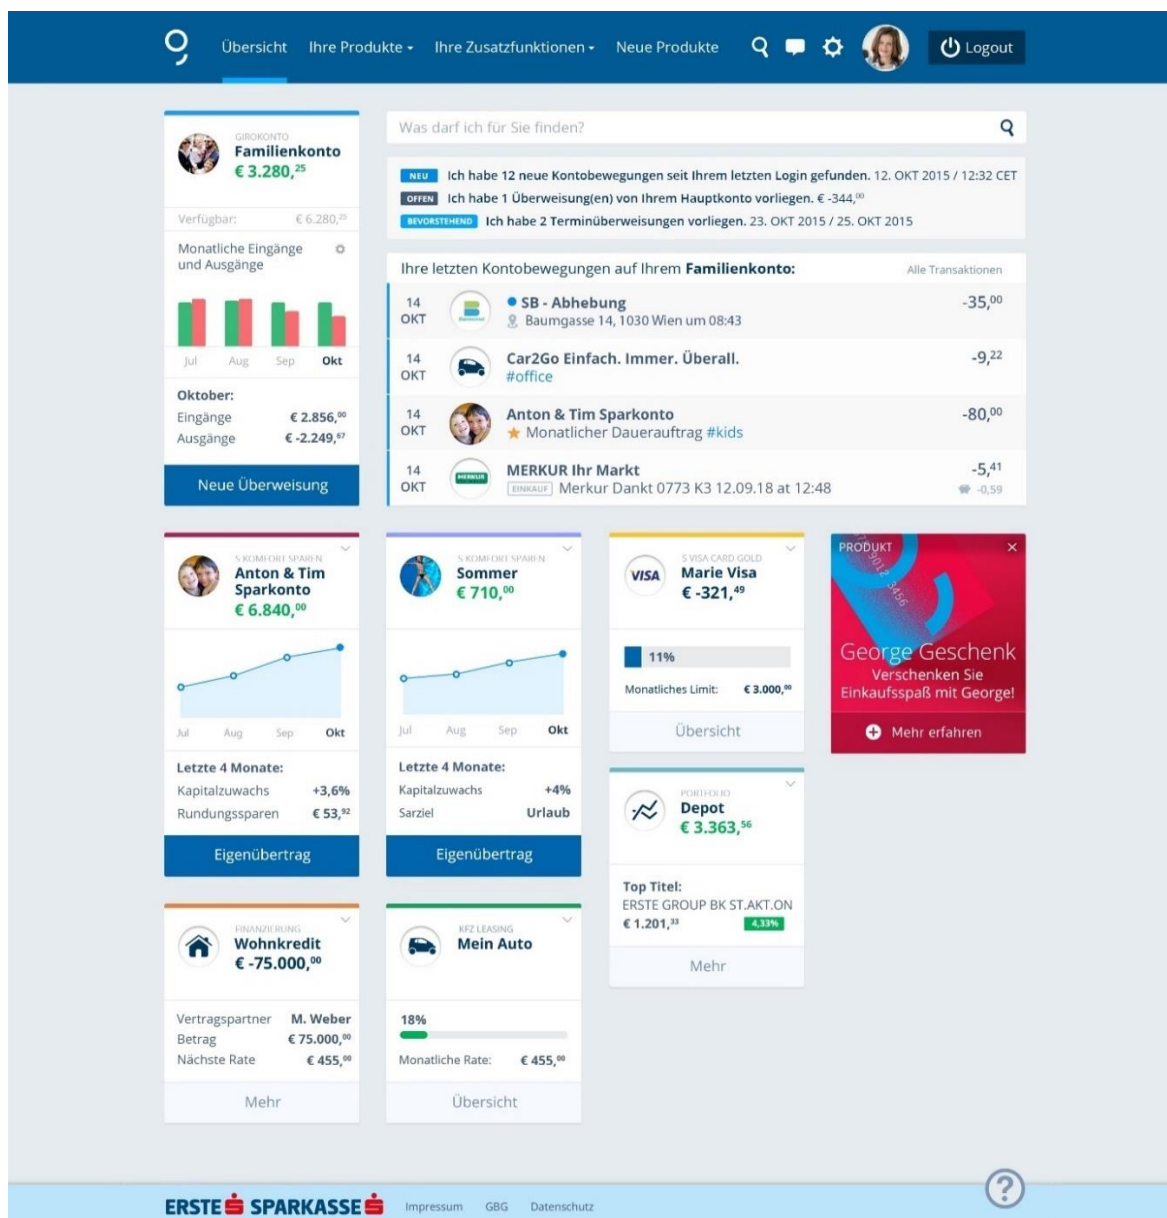 Übersicht Ihre Produkte Ihre Zusatzfunktionen Neue Produkte Logout
GIROKONTO
Familienkonto
€ 3.280,25
Verfügbar: € 6.280,25
Monatliche Eingänge
und Ausgänge
Jul Aug Sep Okt
Oktober:
Eingänge € 2.856,00
Ausgänge € -2.249,67
Neue Überweisung
Was darf ich für Sie finden?
NEU Ich habe 12 neue Kontobewegungen seit Ihrem letzten Login gefunden. 12. OKT 2015 / 12:32 CET
OFFEN Ich habe 1 Überweisung(en) von Ihrem Hauptkonto vorliegen. € -344,00
BEVORSTEHEND Ich habe 2 Terminüberweisungen vorliegen. 23. OKT 2015 / 25. OKT 2015
Ihre letzten Kontobewegungen auf Ihrem Familienkonto: Alle Transaktionen
14 OKT
SB - Abhebung -35,00
Baumgasse 14, 1030 Wien um 08:43
14 OKT
Car2Go Einfach. Immer. Überall. -9,22
#office
14 OKT
Anton & Tim Sparkonto -80,00
Monatlicher Dauerauftrag #kids
14 OKT
MERKUR
MERKUR Ihr Markt -5,41
EINKAUF Merkur Dankt 0773 K3 12.09.18 at 12:48 -0,59
S KOMFORT SPAREN
Anton & Tim
Sparkonto
€ 6.840,00
Jul Aug Sep Okt
Letzte 4 Monate:
Kapitalzuwachs +3,6%
Rundungssparen € 53,92
Eigenübertrag
S KOMFORT SPAREN
Sommer
€ 710,00
Jul Aug Sep Okt
Letzte 4 Monate:
Kapitalzuwachs +4%
Sarziel Urlaub
Eigenübertrag
S VISA CARD GOLD
VISA
Marie Visa
€ -321,49
11%
Monatliches Limit: € 3.000,00
Übersicht
PRODUKT
9012 3456
George Geschenk
Verschenken Sie
Einkaufsspaß mit George!
Mehr erfahren
PORTFOLIO
Depot
€ 3.363,56
Top Titel:
ERSTE GROUP BK ST.AKT.ON
€ 1.201,33 4,33%
Mehr
FINANZIERUNG
Wohnkredit
€ -75.000,00
Vertragspartner M. Weber
Betrag € 75.000,00
Nächste Rate € 455,00
Mehr
KFZ LEASING
Mein Auto
18%
Monatliche Rate: € 455,00
Übersicht
?
ERSTE SPARKASSE Impressum GBG Datenschutz